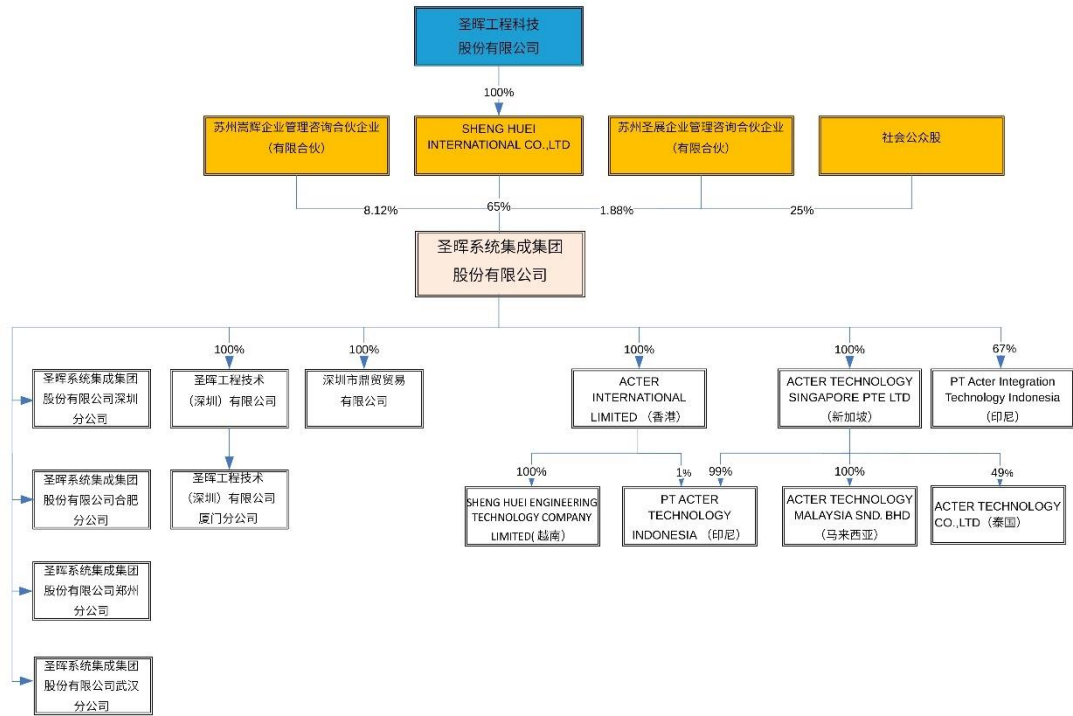 圣晖工程科技
股份有限公司
100%
苏州嵩辉企业管理咨询合伙企业
（有限合伙）
SHENG HUEI
INTERNATIONAL CO.,LTD
苏州圣展企业管理咨询合伙企业
（有限合伙）
社会公众股
8.12%
65%
1.88%
25%
圣晖系统集成集团
股份有限公司
100%
100%
100%
100%
67%
圣晖系统集成集团
股份有限公司深圳
分公司
圣晖工程技术
（深圳）有限公司
深圳市鼎贸贸易
有限公司
ACTER
INTERNATIONAL
LIMITED （香港）
ACTER TECHNOLOGY
SINGAPORE PTE LTD
（新加坡）
PT Acter Integration
Technology Indonesia
（印尼）
100%
1%
99%
100%
49%
圣晖系统集成集团
股份有限公司合肥
分公司
圣晖工程技术
（深圳）有限公司
厦门分公司
SHENG HUEI ENGINEERING
TECHNOLOGY COMPANY
LIMITED( 越南)
PT ACTER
TECHNOLOGY
INDONESIA （印尼）
ACTER TECHNOLOGY
MALAYSIA SND. BHD
（马来西亚）
ACTER TECHNOLOGY
CO.,LTD（泰国）
圣晖系统集成集团
股份有限公司郑州
分公司
圣晖系统集成集团
股份有限公司武汉
分公司